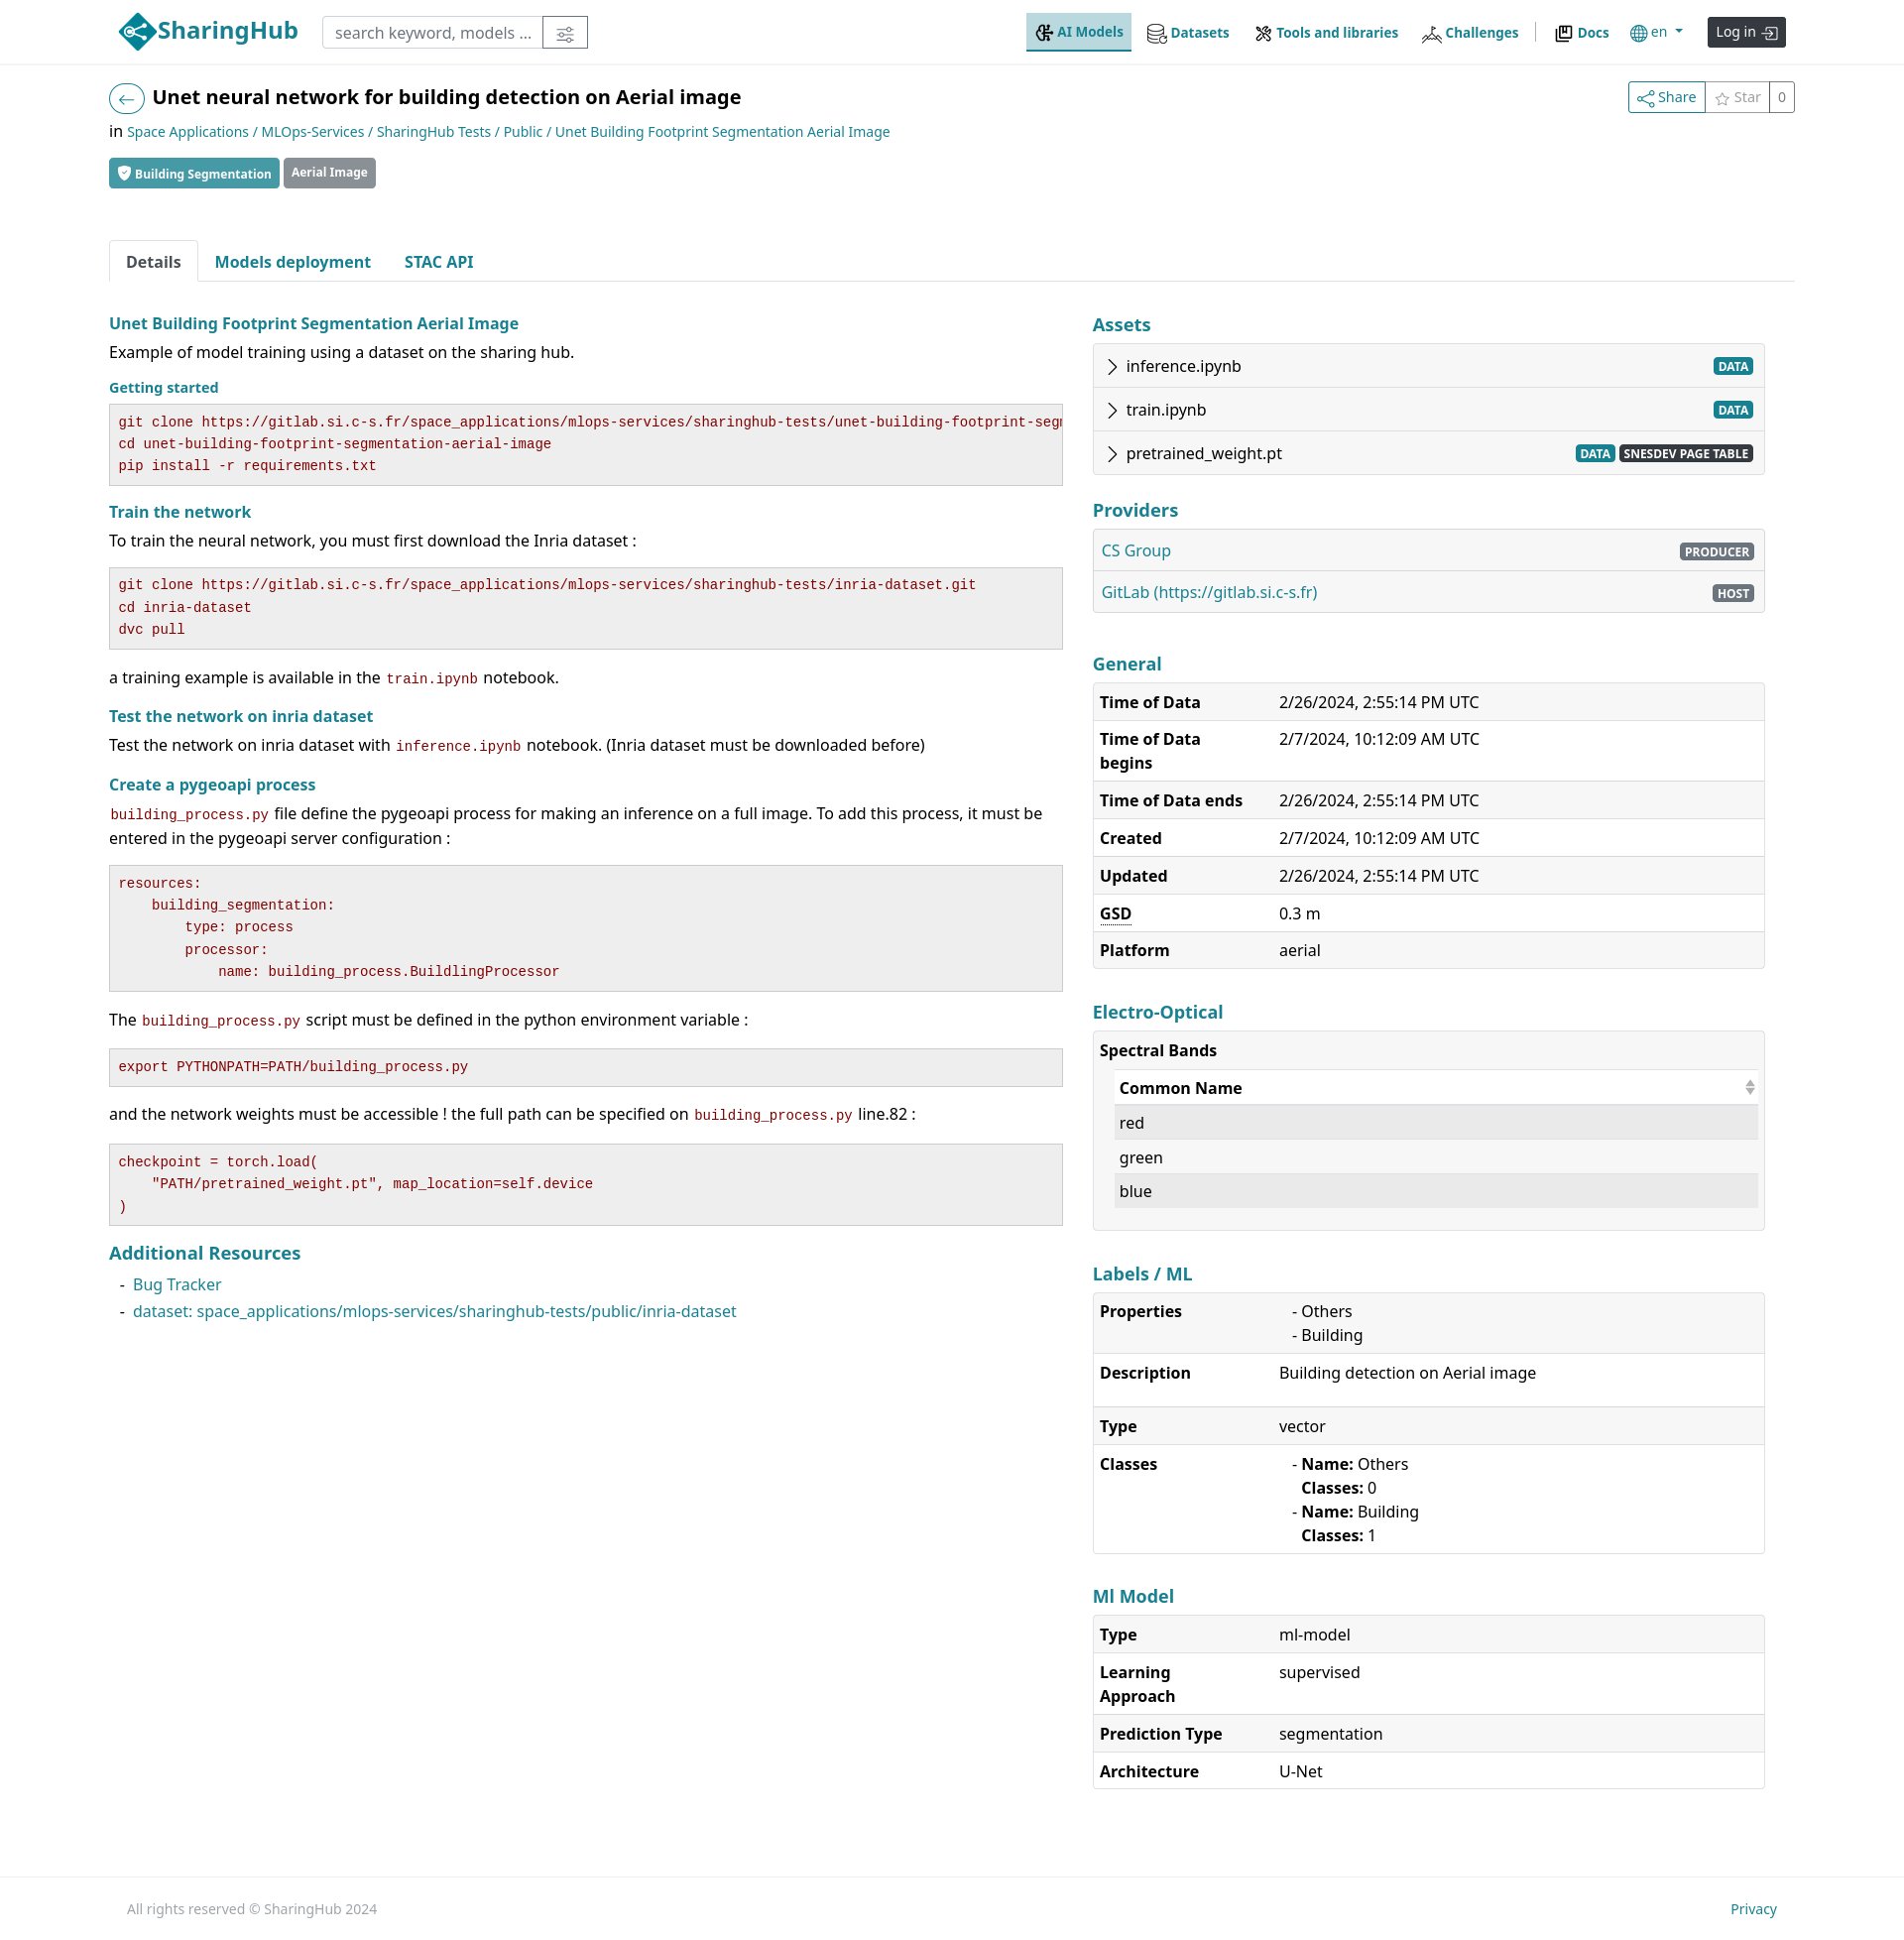 SharingHub
search keyword, models ...
AI Models
Datasets
Tools and libraries
Challenges
Docs
en
Log in
Unet neural network for building detection on Aerial image
Share
Star
0
in Space Applications / MLOps-Services / SharingHub Tests / Public / Unet Building Footprint Segmentation Aerial Image
Building Segmentation
Aerial Image
Details
Models deployment
STAC API
Unet Building Footprint Segmentation Aerial Image
Example of model training using a dataset on the sharing hub.
Getting started
git clone https://gitlab.si.c-s.fr/space_applications/mlops-services/sharinghub-tests/unet-building-footprint-segm
cd unet-building-footprint-segmentation-aerial-image
pip install -r requirements.txt
Train the network
To train the neural network, you must first download the Inria dataset :
git clone https://gitlab.si.c-s.fr/space_applications/mlops-services/sharinghub-tests/inria-dataset.git
cd inria-dataset
dvc pull
a training example is available in the train.ipynb notebook.
Test the network on inria dataset
Test the network on inria dataset with inference.ipynb notebook. (Inria dataset must be downloaded before)
Create a pygeoapi process
building_process.py file define the pygeoapi process for making an inference on a full image. To add this process, it must be
entered in the pygeoapi server configuration :
resources:
    building_segmentation:
        type: process
        processor:
            name: building_process.BuildlingProcessor
The building_process.py script must be defined in the python environment variable :
export PYTHONPATH=PATH/building_process.py
and the network weights must be accessible ! the full path can be specified on building_process.py line.82 :
checkpoint = torch.load(
    "PATH/pretrained_weight.pt", map_location=self.device
)
Additional Resources
- Bug Tracker
- dataset: space_applications/mlops-services/sharinghub-tests/public/inria-dataset
Assets
inference.ipynb DATA
train.ipynb DATA
pretrained_weight.pt DATA SNESDEV PAGE TABLE
Providers
CS Group PRODUCER
GitLab (https://gitlab.si.c-s.fr) HOST
General
Time of Data 2/26/2024, 2:55:14 PM UTC
Time of Data 2/7/2024, 10:12:09 AM UTC
begins
Time of Data ends 2/26/2024, 2:55:14 PM UTC
Created 2/7/2024, 10:12:09 AM UTC
Updated 2/26/2024, 2:55:14 PM UTC
GSD 0.3 m
Platform aerial
Electro-Optical
Spectral Bands
Common Name
red
green
blue
Labels / ML
Properties - Others
- Building
Description Building detection on Aerial image
Type vector
Classes - Name: Others
Classes: 0
- Name: Building
Classes: 1
Ml Model
Type ml-model
Learning supervised
Approach
Prediction Type segmentation
Architecture U-Net
All rights reserved © SharingHub 2024
Privacy